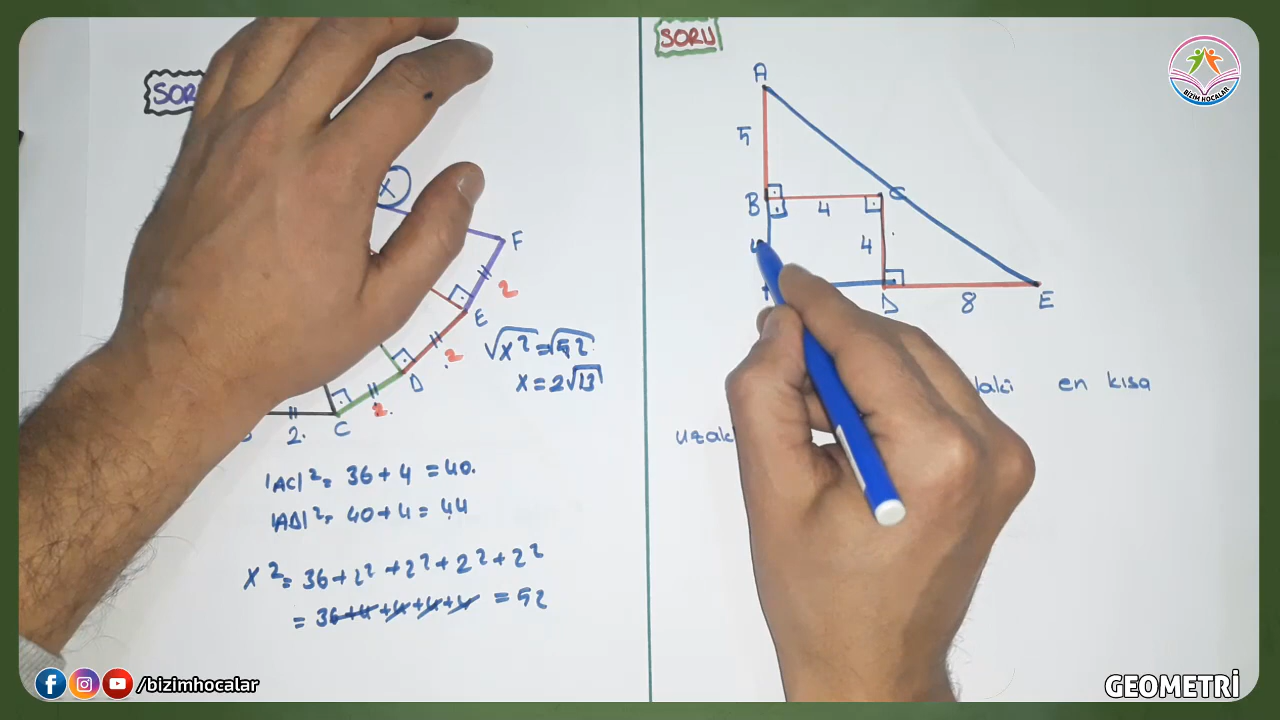 SORU
X
F
2
E
2
D
2.
2.
C
√x² = √52
x = 2√13
|AC|² = 36 + 4 = 40.
|AD|² = 40 + 4 = 44
x² = 36 + 2² + 2² + 2² + 2²
= 36 + 4 + 4 + 4 + 4 = 52
SORU
A
5
B
4
C
4
D
8
E
en kısa
BİZİM HOCALAR
/bizimhocalar
GEOMETRİ